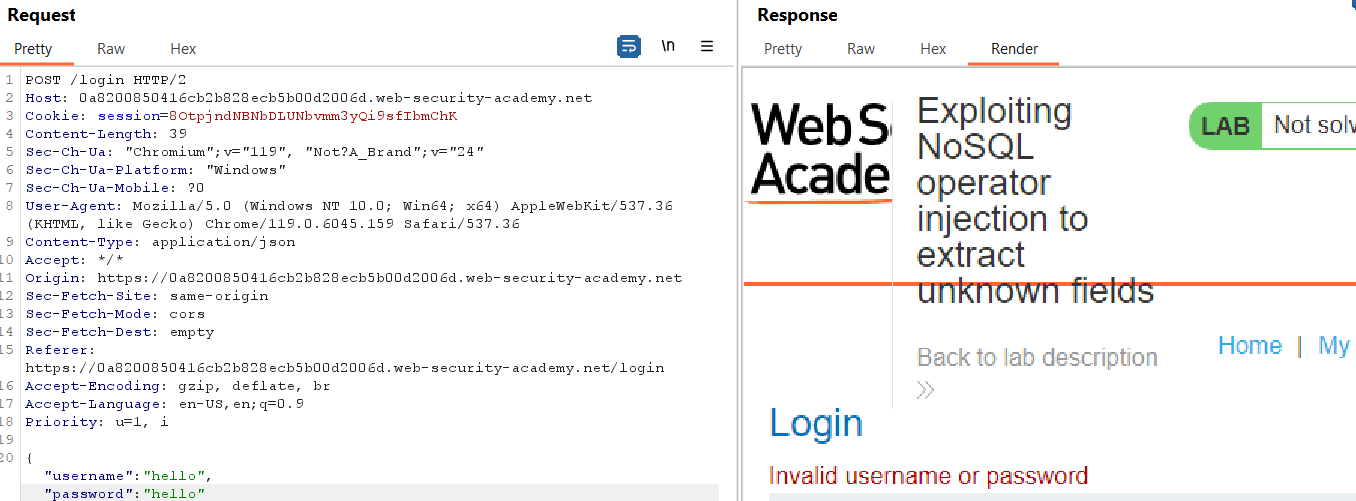 Request
Pretty Raw Hex \n
1 POST /login HTTP/2
2 Host: 0a8200850416cb2b828ecb5b00d2006d.web-security-academy.net
3 Cookie: session=8OtpjndNBNbDLUNbvmm3yQi9sfIbmChK
4 Content-Length: 39
5 Sec-Ch-Ua: "Chromium";v="119", "Not?A_Brand";v="24"
6 Sec-Ch-Ua-Platform: "Windows"
7 Sec-Ch-Ua-Mobile: ?0
8 User-Agent: Mozilla/5.0 (Windows NT 10.0; Win64; x64) AppleWebKit/537.36
(KHTML, like Gecko) Chrome/119.0.6045.159 Safari/537.36
9 Content-Type: application/json
10 Accept: */*
11 Origin: https://0a8200850416cb2b828ecb5b00d2006d.web-security-academy.net
12 Sec-Fetch-Site: same-origin
13 Sec-Fetch-Mode: cors
14 Sec-Fetch-Dest: empty
15 Referer:
https://0a8200850416cb2b828ecb5b00d2006d.web-security-academy.net/login
16 Accept-Encoding: gzip, deflate, br
17 Accept-Language: en-US,en;q=0.9
18 Priority: u=1, i
19
20 {
"username":"hello",
"password":"hello"
Response
Pretty Raw Hex Render
Web S
Acade
Exploiting
NoSQL
operator
injection to
extract
unknown fields
LAB Not solv
Back to lab description
Home | My
Login
Invalid username or password